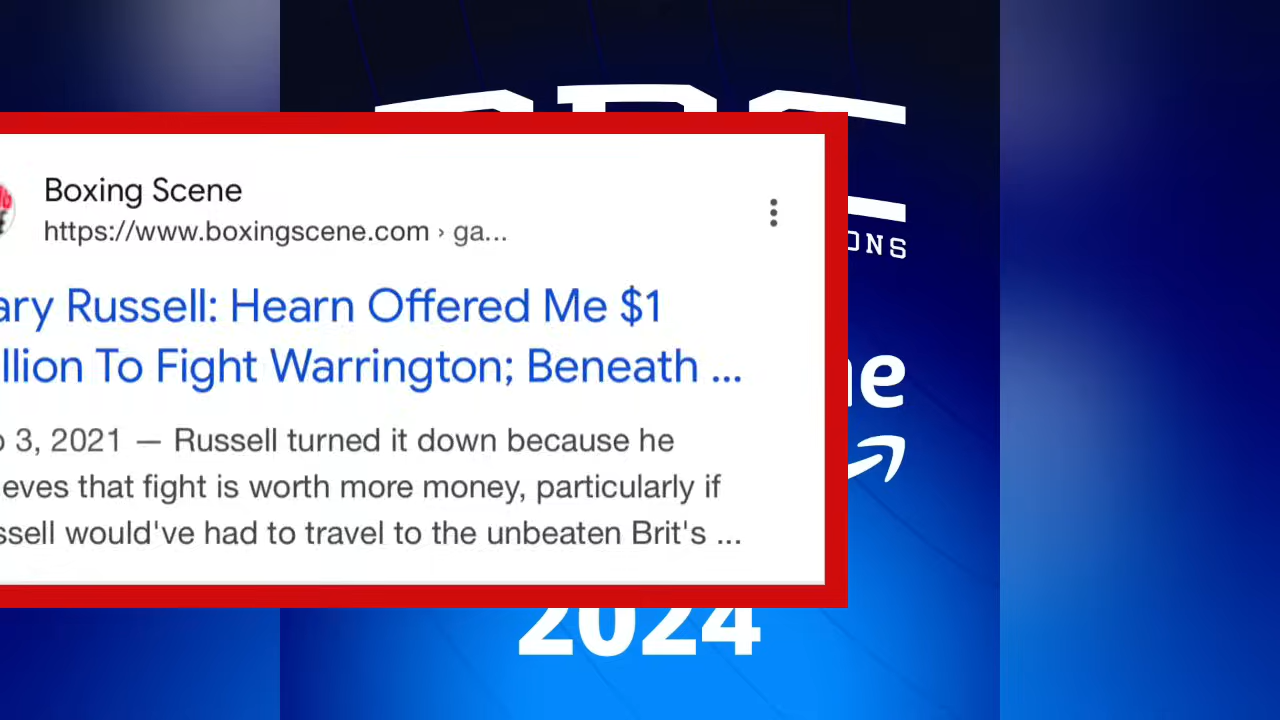 Boxing Scene
https://www.boxingscene.com › ga...
ary Russell: Hearn Offered Me $1
llion To Fight Warrington; Beneath ...
3, 2021 — Russell turned it down because he
eves that fight is worth more money, particularly if
ssell would've had to travel to the unbeaten Brit's ...
ONS
e
2024